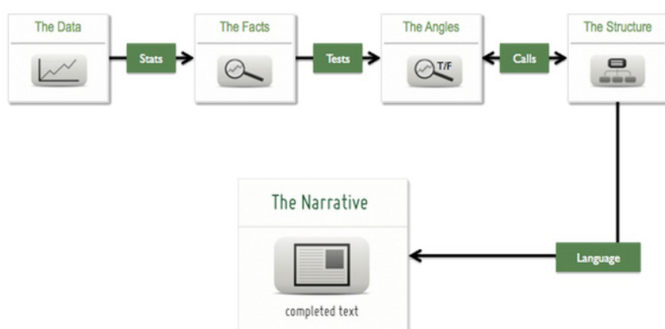 The Data
Stats
The Facts
Tests
The Angles
T/F
Calls
The Structure
The Narrative
completed text
Language